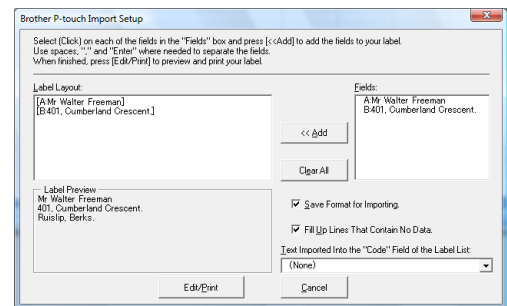 Brother P-touch Import Setup
Select (Click) on each of the fields in the "Fields" box and press [<<Add] to add the fields to your label.
Use spaces, "," and "Enter" where needed to separate the fields.
When finished, press [Edit/Print] to preview and print your label.
Label Layout:
[A:Mr Walter Freeman]
[B:401, Cumberland Crescent.]
Fields:
A:Mr Walter Freeman
B:401, Cumberland Crescent.
<< Add
Clear All
Label Preview
Mr Walter Freeman
401, Cumberland Crescent.
Ruislip, Berks.
Save Format for Importing.
Fill Up Lines That Contain No Data.
Text Imported Into the "Code" Field of the Label List:
(None)
Edit/Print
Cancel